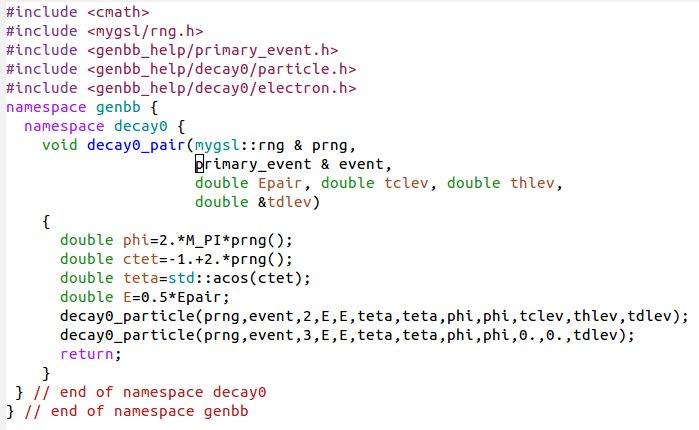 #include <cmath>
#include <mygsl/rng.h>
#include <genbb_help/primary_event.h>
#include <genbb_help/decay0/particle.h>
#include <genbb_help/decay0/electron.h>
namespace genbb {
  namespace decay0 {
    void decay0_pair(mygsl::rng & prng,
                     primary_event & event,
                     double Epair, double tclev, double thlev,
                     double &tdlev)
    {
      double phi=2.*M_PI*prng();
      double ctet=-1.+2.*prng();
      double teta=std::acos(ctet);
      double E=0.5*Epair;
      decay0_particle(prng,event,2,E,E,teta,teta,phi,phi,tclev,thlev,tdlev);
      decay0_particle(prng,event,3,E,E,teta,teta,phi,phi,0.,0.,tdlev);
      return;
    }
 } // end of namespace decay0
} // end of namespace genbb